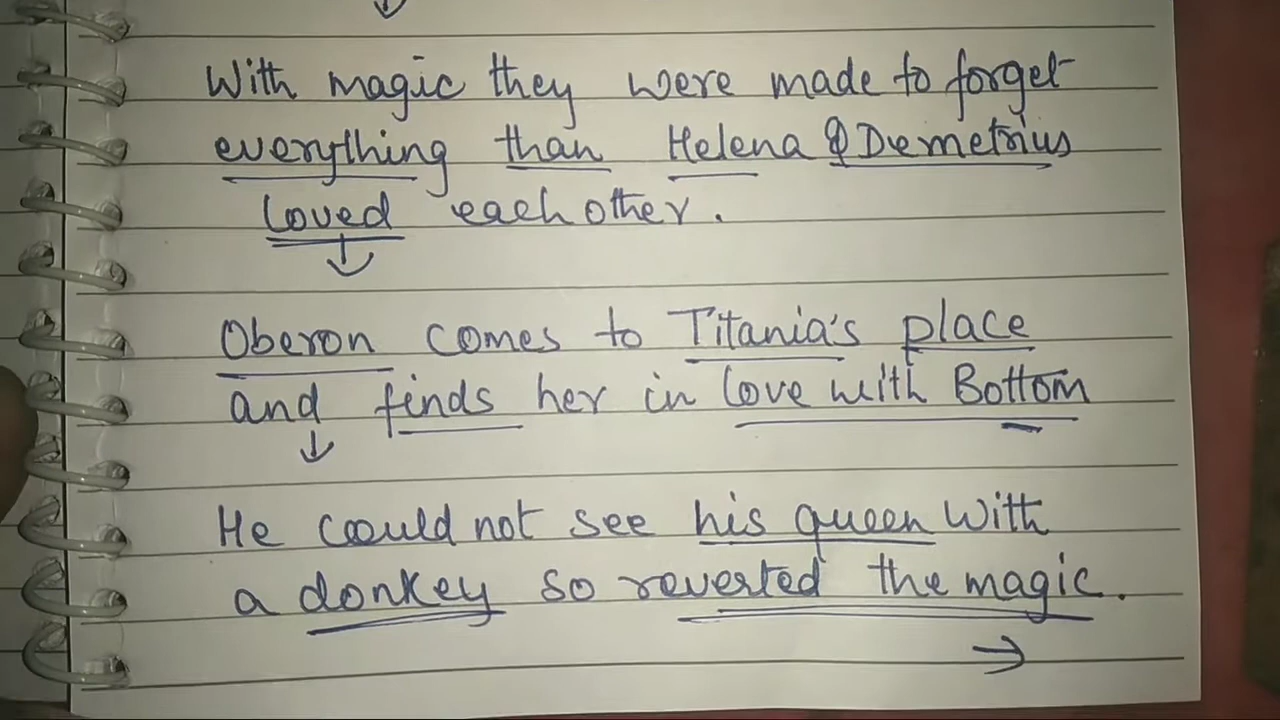 With magic they were made to forget
everything than Helena & Demetrius
loved each other.
Oberon comes to Titania's place
and finds her in love with Bottom
He could not see his queen with
a donkey so reverted the magic.